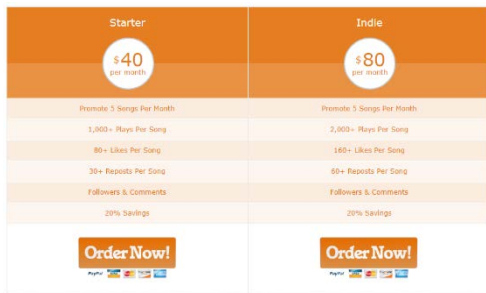 Starter
$40
per month
Promote 5 Songs Per Month
1,000+ Plays Per Song
80+ Likes Per Song
30+ Reposts Per Song
Followers & Comments
20% Savings
Order Now!
PayPal
Indie
$80
per month
Promote 5 Songs Per Month
2,000+ Plays Per Song
160+ Likes Per Song
60+ Reposts Per Song
Followers & Comments
20% Savings
Order Now!
PayPal